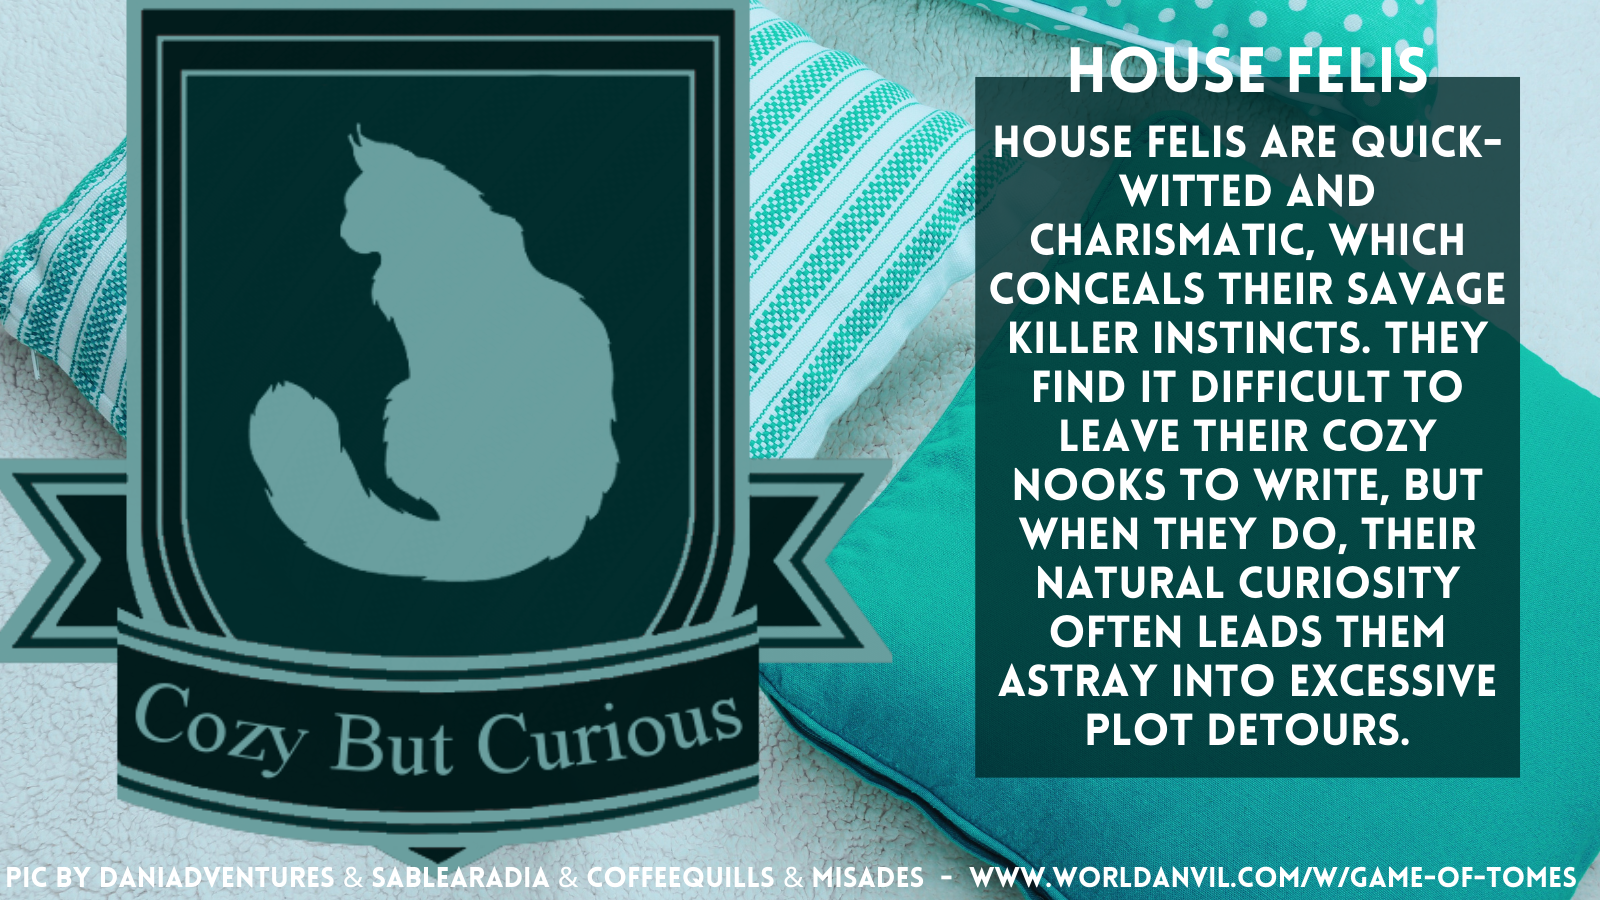 HOUSE FELIS
HOUSE FELIS ARE QUICK-
WITTED AND
CHARISMATIC, WHICH
CONCEALS THEIR SAVAGE
KILLER INSTINCTS. THEY
FIND IT DIFFICULT TO
LEAVE THEIR COZY
NOOKS TO WRITE, BUT
WHEN THEY DO, THEIR
NATURAL CURIOSITY
OFTEN LEADS THEM
ASTRAY INTO EXCESSIVE
PLOT DETOURS.
Cozy But Curious
PIC BY DANIADVENTURES & SABLEARADIA & COFFEEQUILLS & MISADES - WWW.WORLDANVIL.COM/W/GAME-OF-TOMES